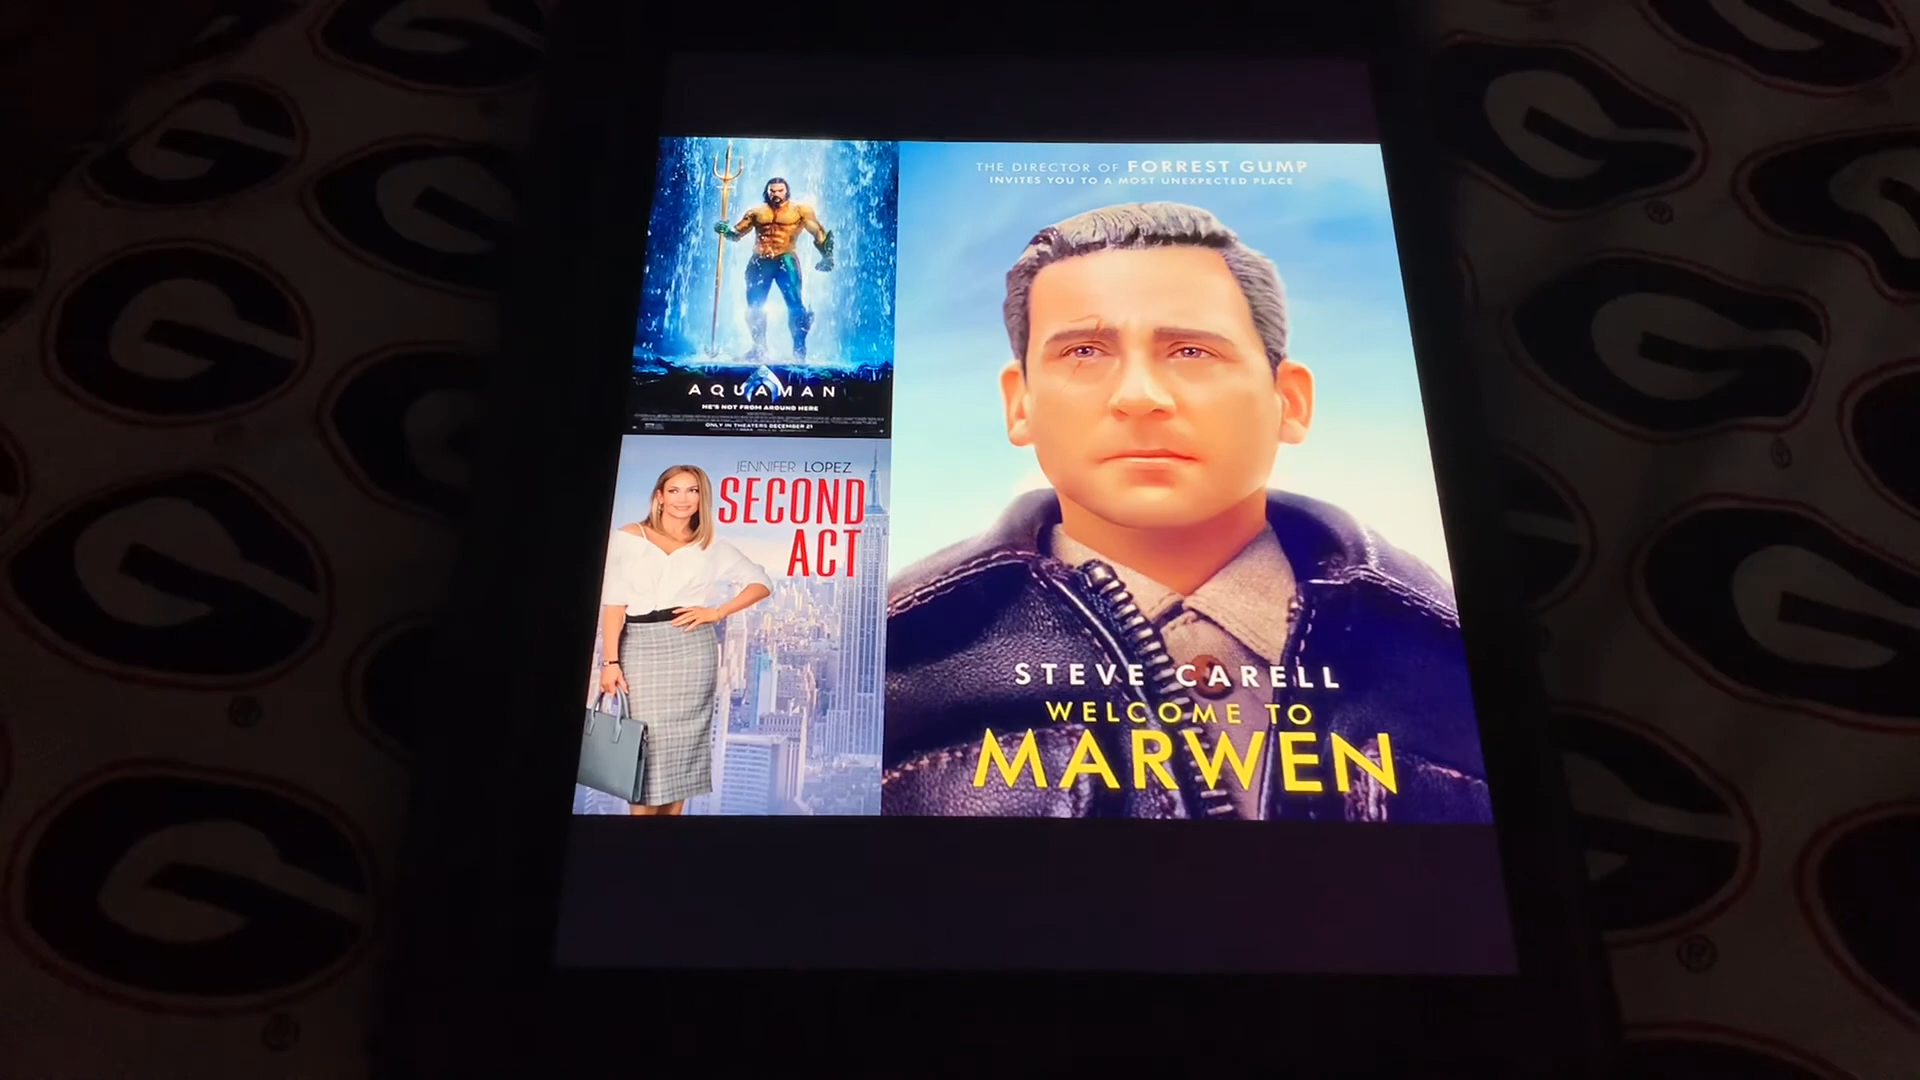 AQUAMAN
HE'S NOT FROM AROUND HERE
ONLY IN THEATERS DECEMBER 21
JENNIFER LOPEZ
SECOND
ACT
THE DIRECTOR OF FORREST GUMP
INVITES YOU TO A MOST UNEXPECTED PLACE
STEVE CARELL
WELCOME TO
MARWEN
G
G
G
G
G
G
G
G
G
G
®
®
®
®
®